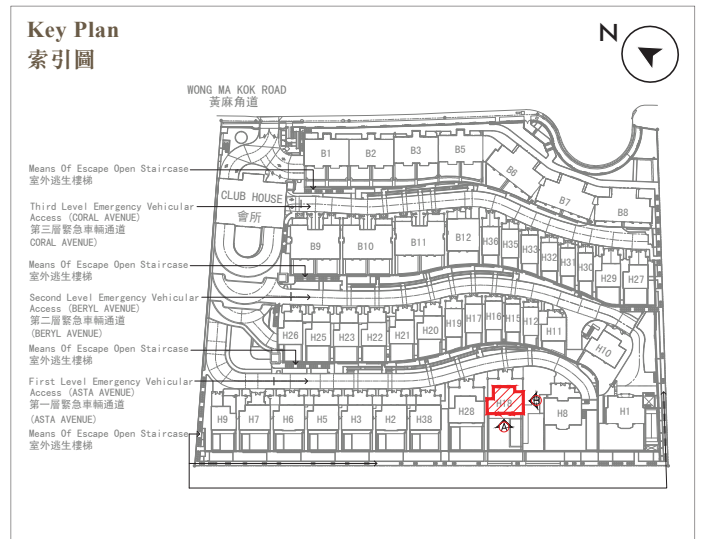 Key Plan
索引圖
N
WONG MA KOK ROAD
黃麻角道
B1
B2
B3
B5
B6
B7
B8
Means Of Escape Open Staircase
室外逃生樓梯
CLUB HOUSE
會所
Third Level Emergency Vehicular
Access (CORAL AVENUE)
第三層緊急車輛通道
CORAL AVENUE)
B9
B10
B11
B12
H36
H35
H33
H32
H31
H30
H29
H27
Means Of Escape Open Staircase
室外逃生樓梯
Second Level Emergency Vehicular
Access (BERYL AVENUE)
第二層緊急車輛通道
(BERYL AVENUE)
H26
H25
H23
H22
H21
H20
H19
H17
H16
H15
H12
H11
H10
Means Of Escape Open Staircase
室外逃生樓梯
First Level Emergency Vehicular
Access (ASTA AVENUE)
第一層緊急車輛通道
(ASTA AVENUE)
H9
H7
H6
H5
H3
H2
H38
H28
H18
H8
H1
B
A
Means Of Escape Open Staircase
室外逃生樓梯